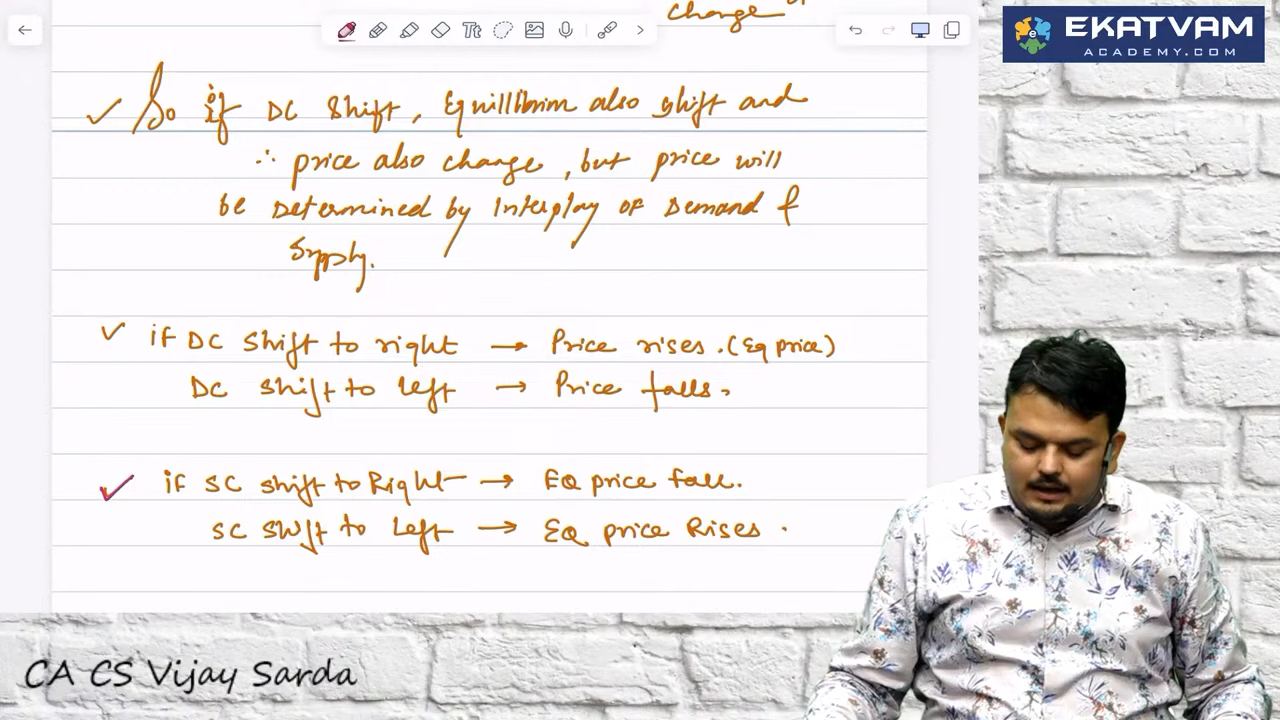 change
EKATVAM
ACADEMY.COM
So if DC Shift, Equillibrim also shift and
∴ price also change, but price will
be Determined by Interplay of Demand &
Supply.
if DC Shift to right → Price rises. (Eq price)
DC shift to left → Price falls.
if SC shift to Right → EQ price fall.
SC Shift to Left → EQ price Rises.
CA CS Vijay Sarda